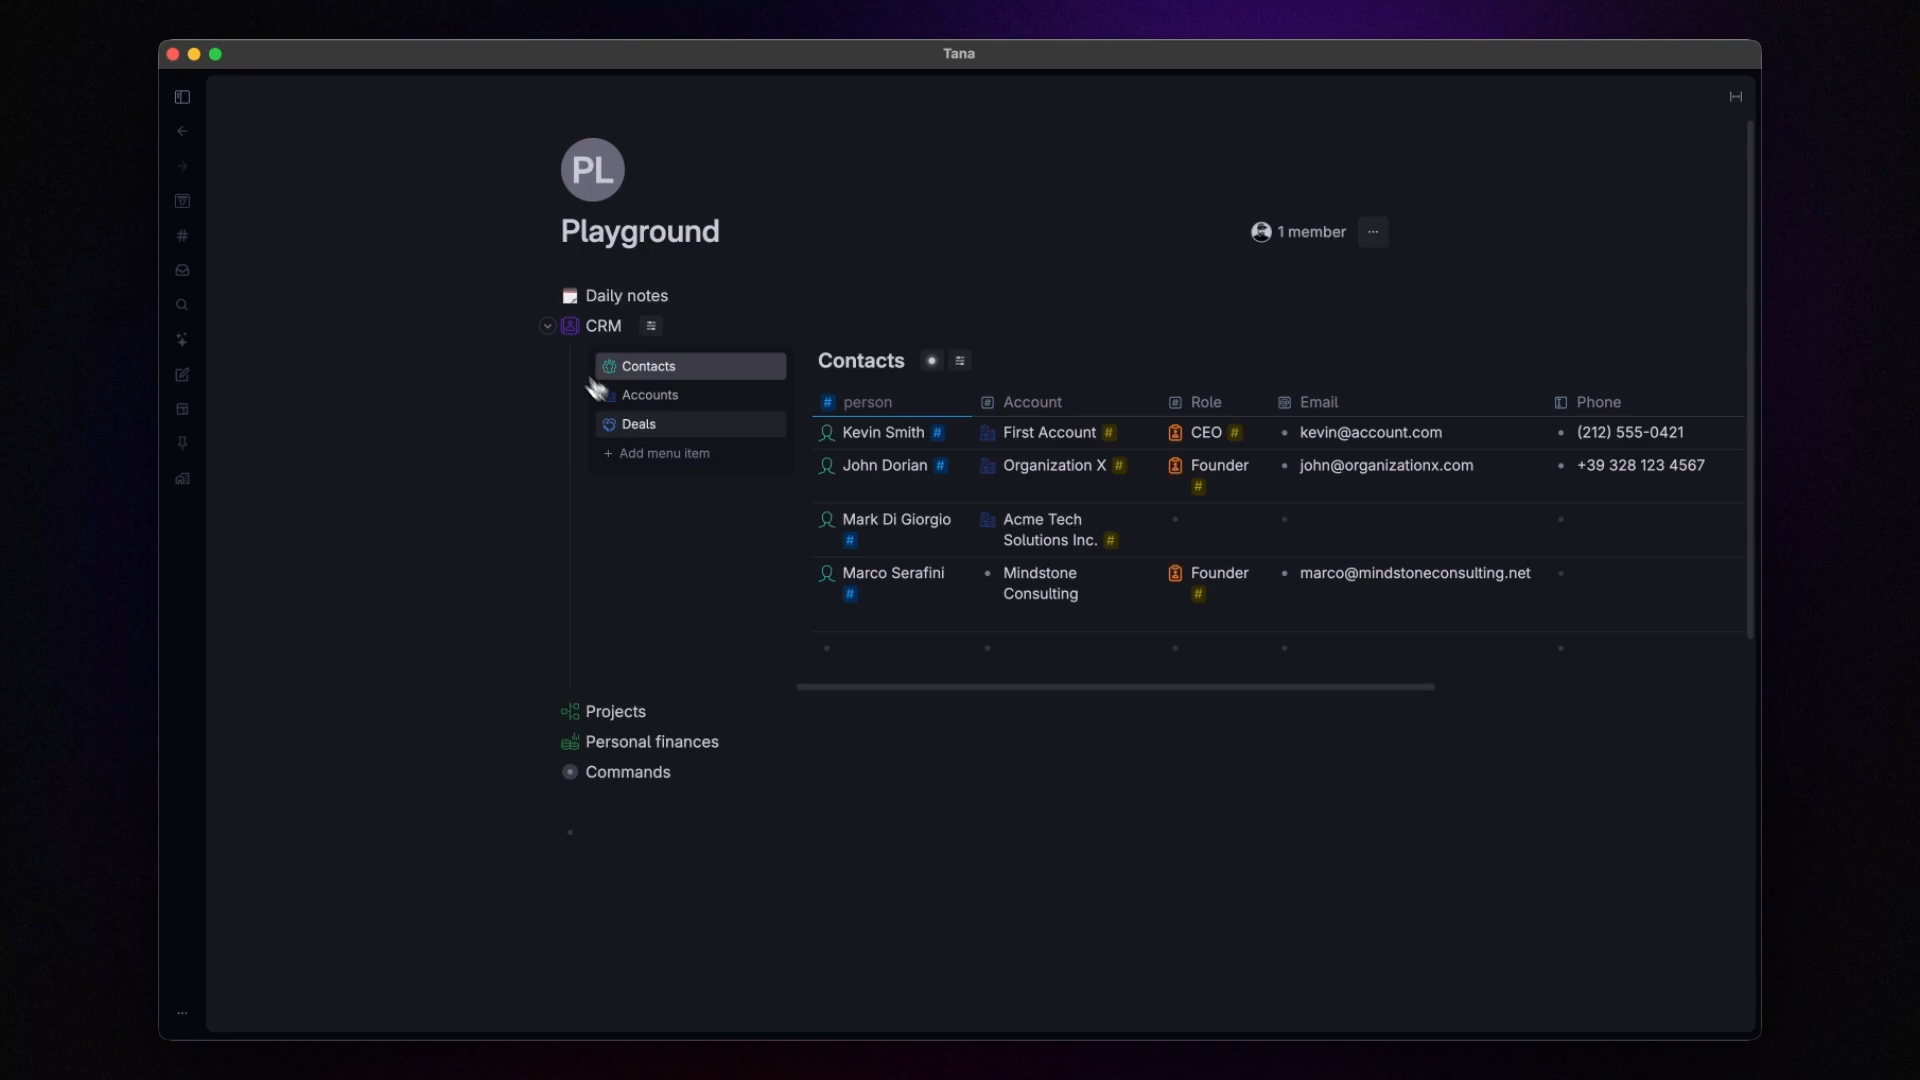 Tana
PL
Playground
1 member
Daily notes
CRM
Contacts
Accounts
Deals
+ Add menu item
Contacts
# person Account Role Email Phone
Kevin Smith # First Account # CEO # kevin@account.com (212) 555-0421
John Dorian # Organization X # Founder john@organizationx.com +39 328 123 4567
#
Mark Di Giorgio Acme Tech
# Solutions Inc. #
Marco Serafini Mindstone Founder marco@mindstoneconsulting.net
# Consulting #
Projects
Personal finances
Commands